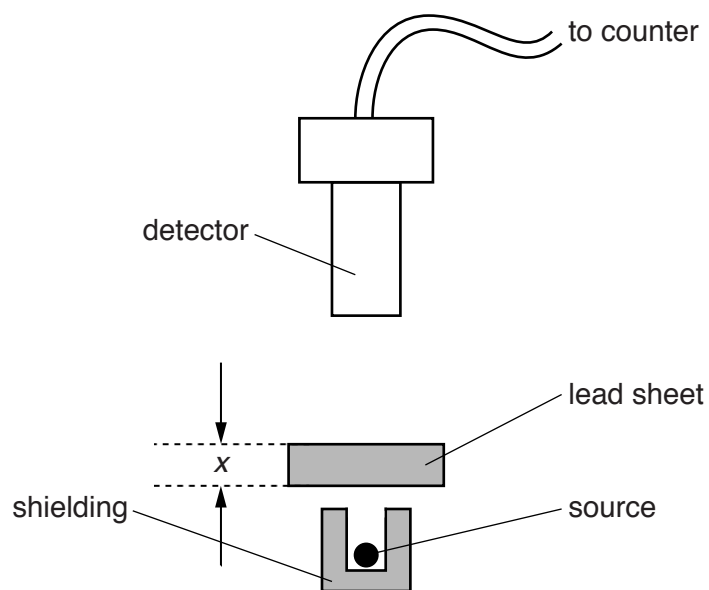 to counter
detector
lead sheet
x
shielding
source